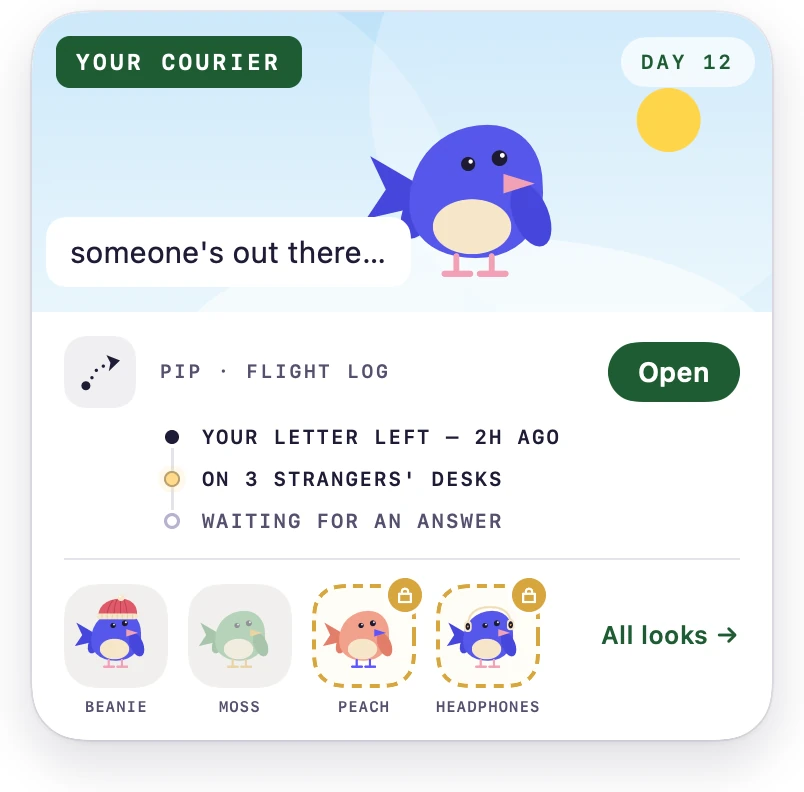 YOUR COURIER
DAY 12
someone's out there...
PIP · FLIGHT LOG
Open
YOUR LETTER LEFT — 2H AGO
ON 3 STRANGERS' DESKS
WAITING FOR AN ANSWER
All looks →
BEANIE
MOSS
PEACH
HEADPHONES